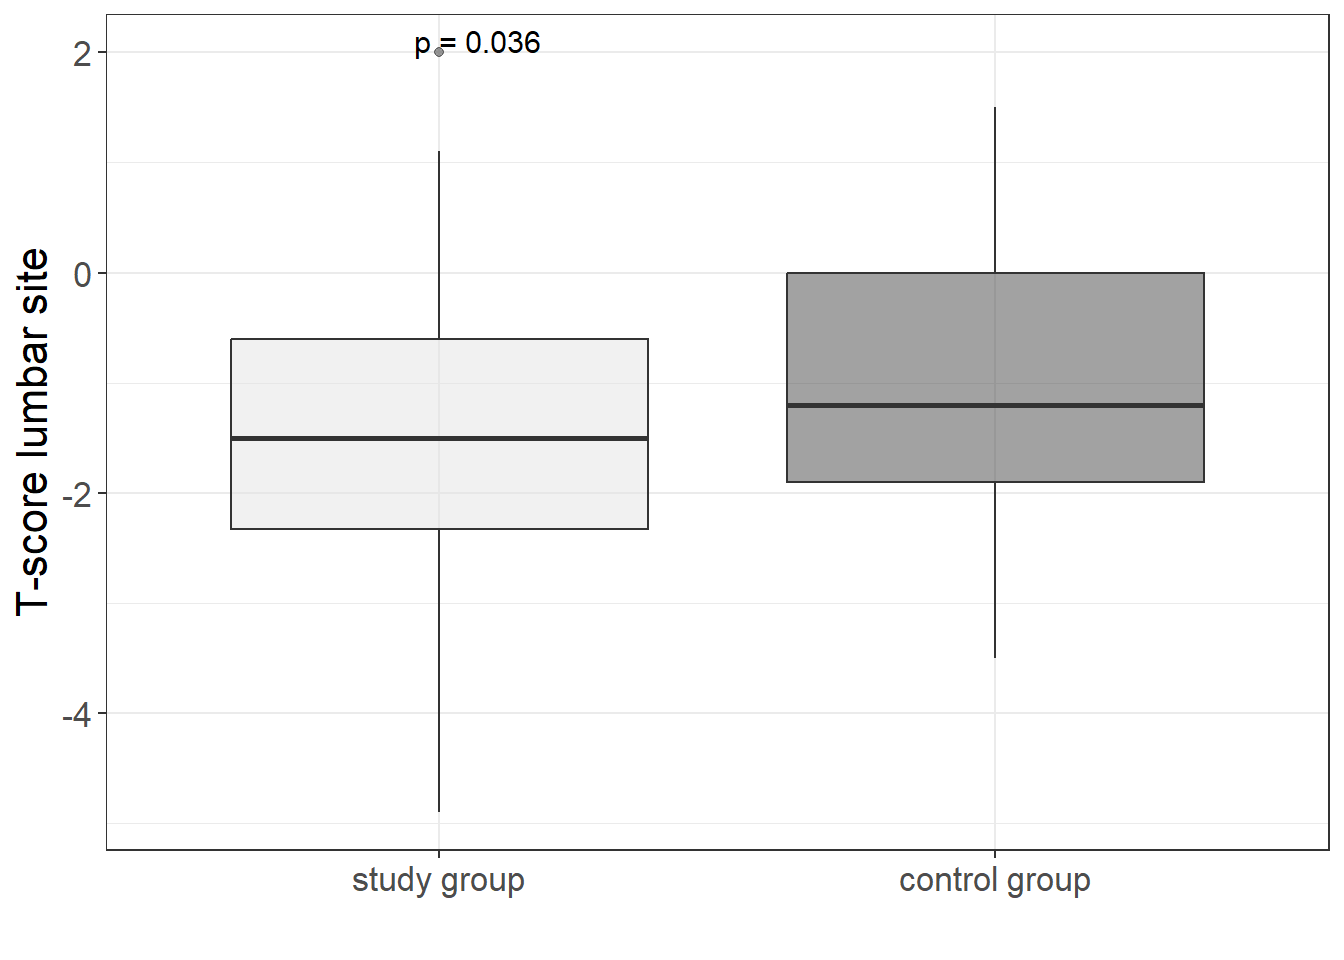 p = 0.036
2
0
-2
-4
T-score lumbar site
study group
control group